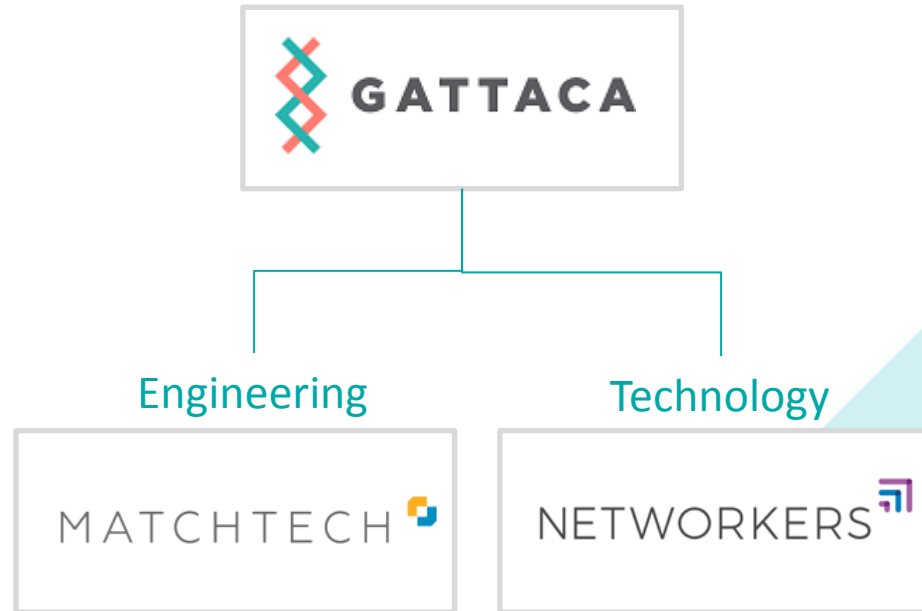 GATTACA
Engineering
Technology
MATCHTECH
NETWORKERS